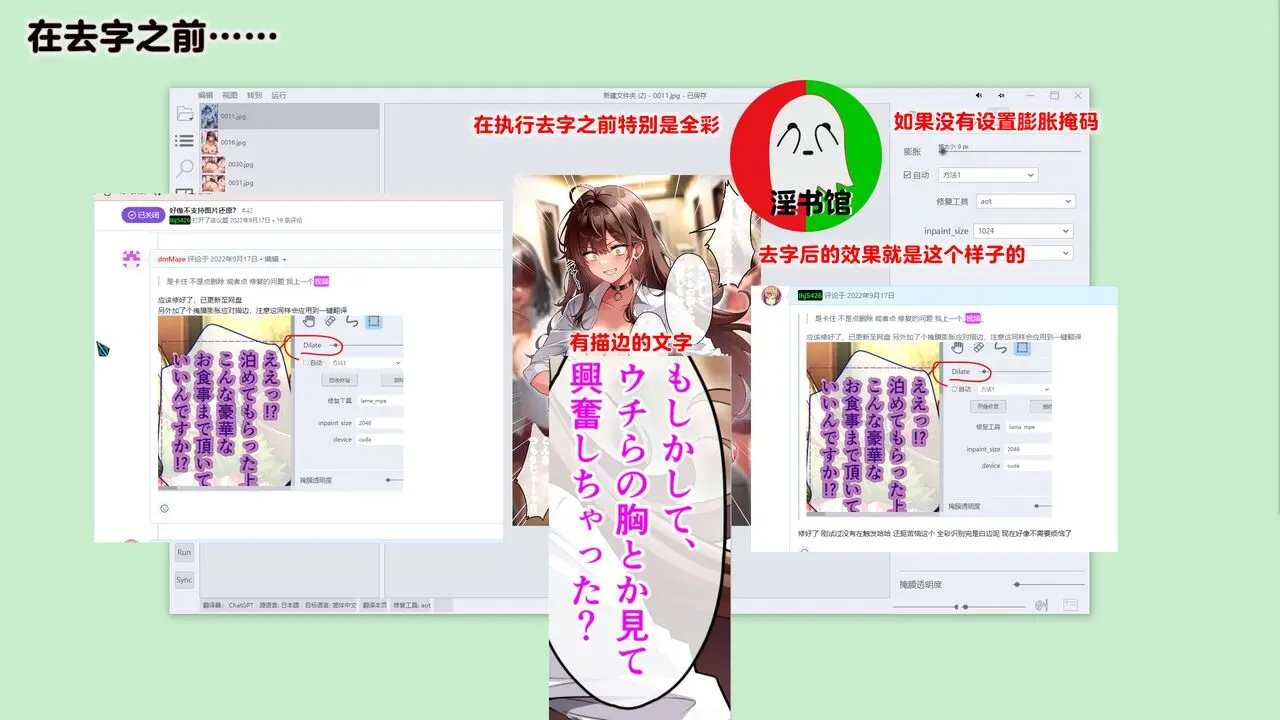 在去字之前……
编辑 视图 转到 运行
新建文件夹 (2) - 0011.jpg - 已保存
0011.jpg
0016.jpg
0030.jpg
0031.jpg
在执行去字之前特别是全彩
淫书馆
如果没有设置膨胀掩码
去字后的效果就是这个样子的
膨胀
最大小: 0 px
自动 方法1
修复工具 aot
inpaint_size 1024
已关闭
好像不支持图片还原? #42
lhj5426 打开了本议题 2022年9月17日 • 19 条评论
dmMaze 评论于 2022年9月17日 • 编辑
是卡住 不是点删除 或者点 修复的问题 我上一个视频
应该修好了,已更新至网盘
另外加了个掩膜膨胀应对描边,注意这同样会应用到一键翻译
Dilate
自动 方法1
修复工具 lama_mpe
inpaint size 2048
device cuda
掩膜透明度
ええっ!?
泊めてもらった上
こんな豪華な
お食事まで頂いて
いいんですか!?
有描边的文字
もしかして、
ウチらの胸とか見て
興奮しちゃった?
lhj5426 评论于 2022年9月17日
是卡住 不是点删除 或者点 修复的问题 我上一个视频
应该修好了,已更新至网盘 另外加了个掩膜膨胀应对描边,注意这同样会应用到一键翻译
Dilate
自动 方法1
图像修复
修复工具 lama mpe
inpaint_size 2048
device cuda
掩膜透明度
ええっ!?
泊めてもらった上
こんな豪華な
お食事まで頂いて
いいんですか!?
修好了 刚试过没有在触发哈哈 还挺苦恼这个 全彩识别完是白边呢 现在好像不需要烦恼了
Run
Sync
翻译器: ChatGPT 源语言: 日本語 目标语言: 简体中文 翻译本页 修复工具: aot
掩膜透明度